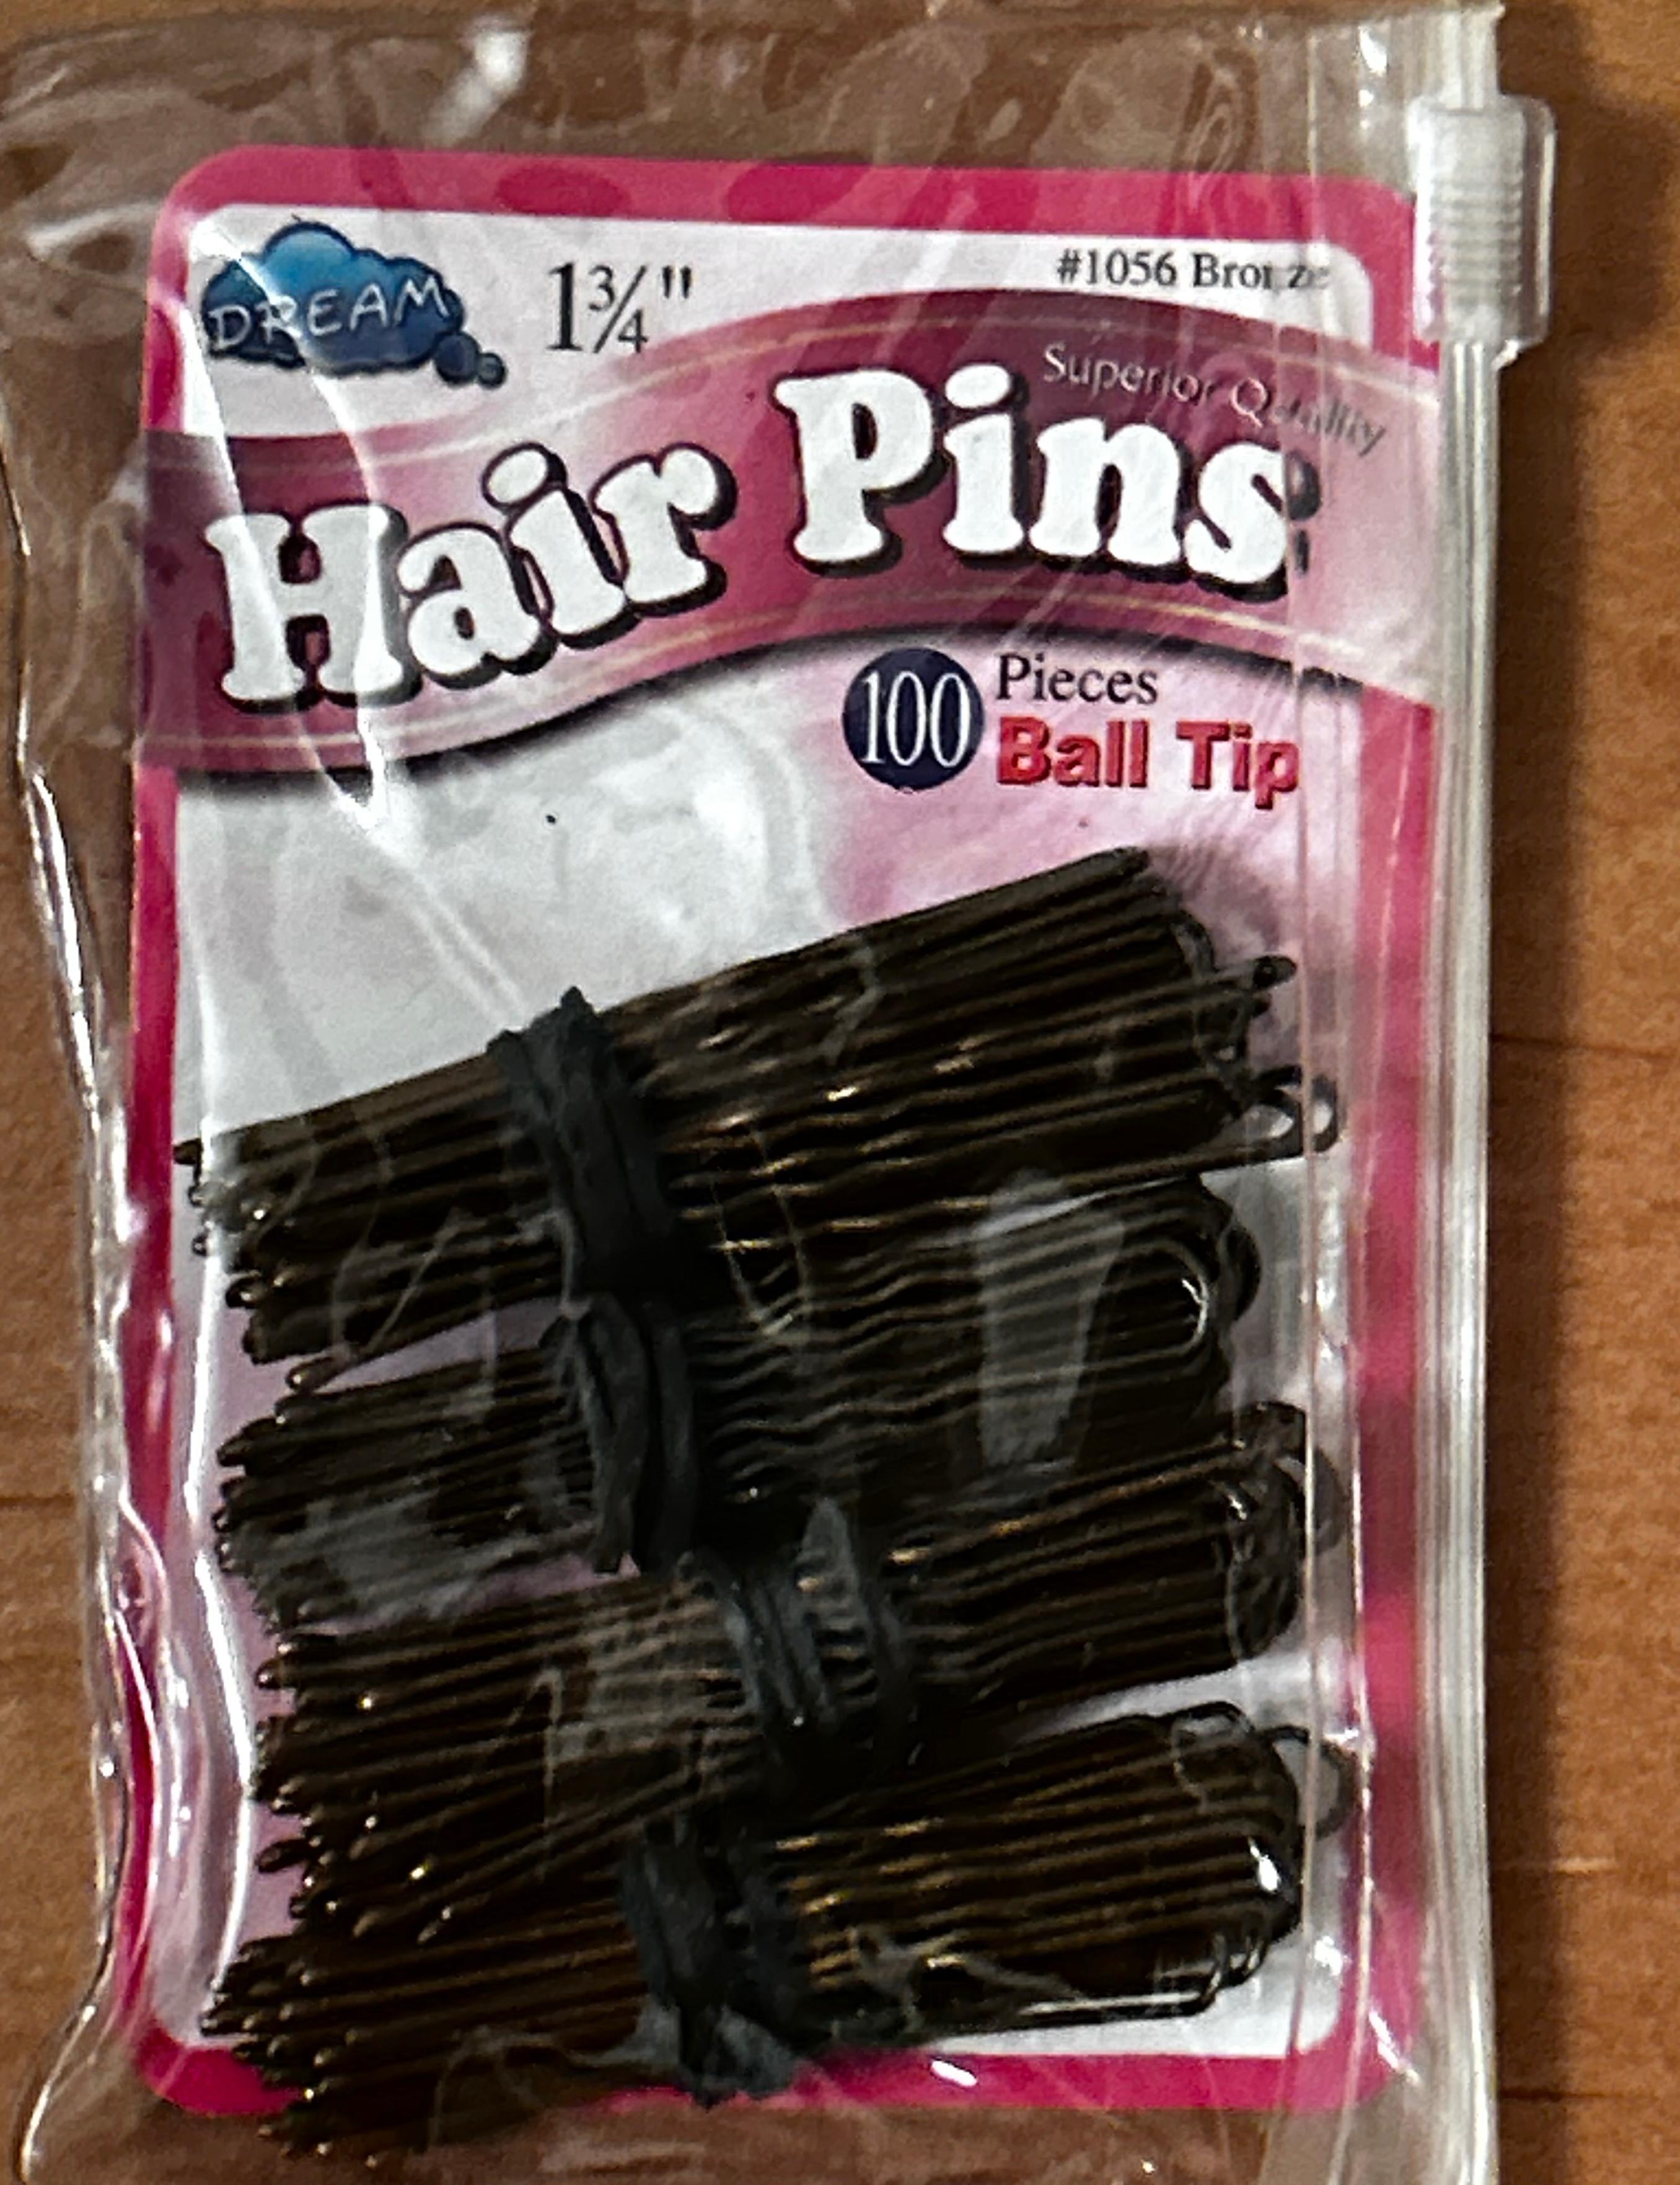 DREAM
1¾"
#1056 Bronze
Superior Quality
Hair Pins
100 Pieces
Ball Tip